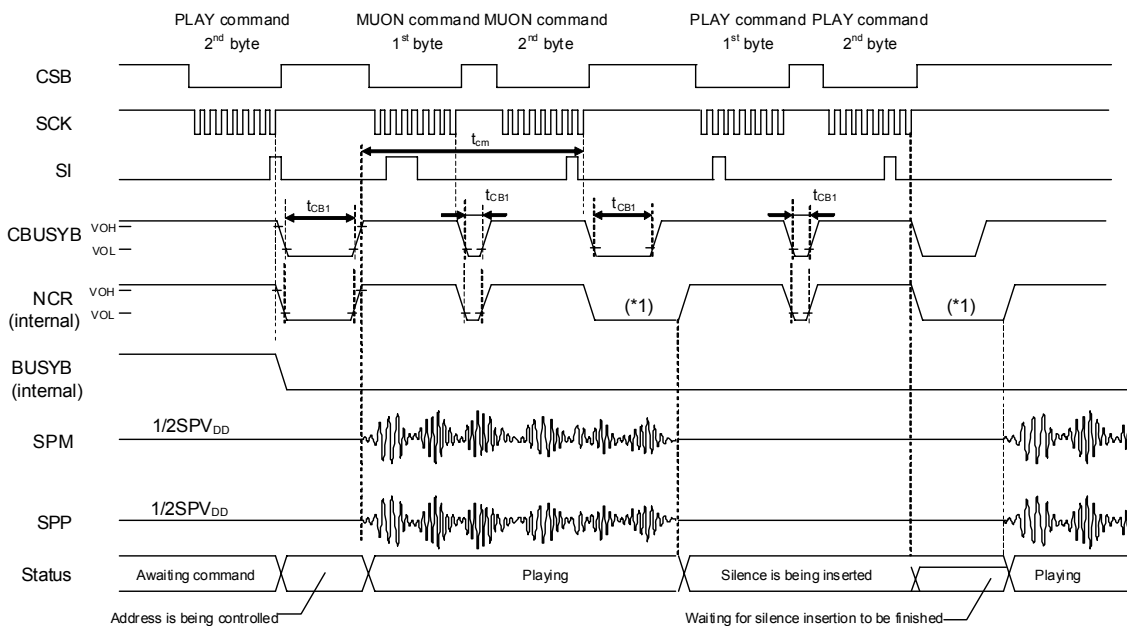 PLAY command
2nd byte
MUON command
1st byte
MUON command
2nd byte
PLAY command
1st byte
PLAY command
2nd byte
CSB
SCK
tcm
SI
tCB1
tCB1
tCB1
tCB1
CBUSYB
VOH
VOL
NCR
(internal)
VOH
VOL
(*1)
(*1)
BUSYB
(internal)
1/2SPVDD
SPM
1/2SPVDD
SPP
Status
Awaiting command
Playing
Silence is being inserted
Playing
Address is being controlled
Waiting for silence insertion to be finished